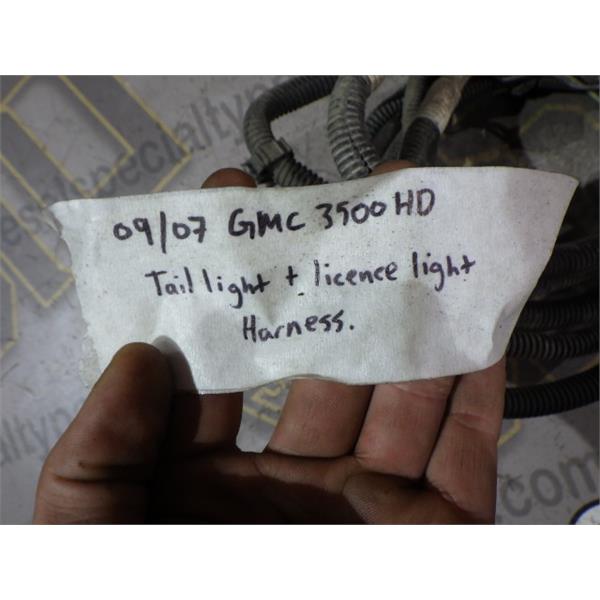 09/07 GMC 3500 HD
Tail light + licence light
Harness.